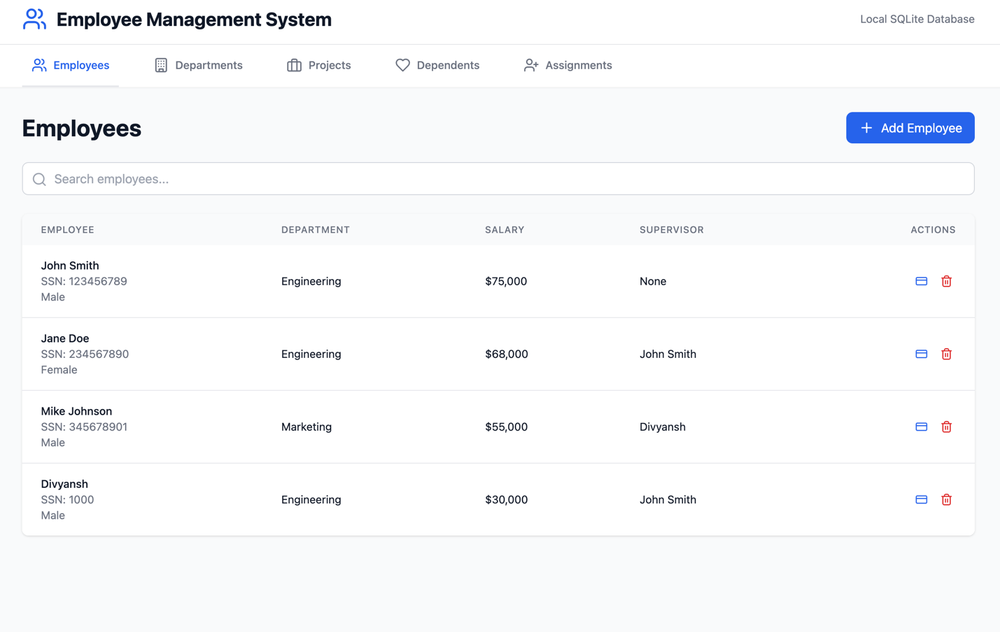 Employee Management System
Local SQLite Database
Employees
Departments
Projects
Dependents
Assignments
Employees
Add Employee
Search employees...
EMPLOYEE DEPARTMENT SALARY SUPERVISOR ACTIONS
John Smith
SSN: 123456789
Male
Engineering
$75,000
None
Jane Doe
SSN: 234567890
Female
Engineering
$68,000
John Smith
Mike Johnson
SSN: 345678901
Male
Marketing
$55,000
Divyansh
Divyansh
SSN: 1000
Male
Engineering
$30,000
John Smith